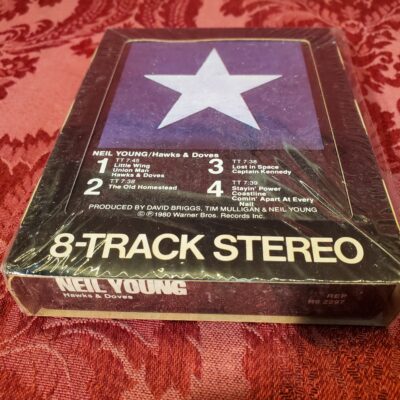 NEIL YOUNG/Hawks & Doves
1 TT 7:45
Little Wing
Union Man
Hawks & Doves
2 TT 7:38
The Old Homestead
3 TT 7:38
Lost in Space
Captain Kennedy
4 TT 7:39
Stayin' Power
Coastline
Comin' Apart At Every
Nail
PRODUCED BY DAVID BRIGGS, TIM MULLIGAN & NEIL YOUNG
© ℗ 1980 Warner Bros. Records Inc.
8-TRACK STEREO
NEIL YOUNG
Hawks & Doves
REP
M8 2297